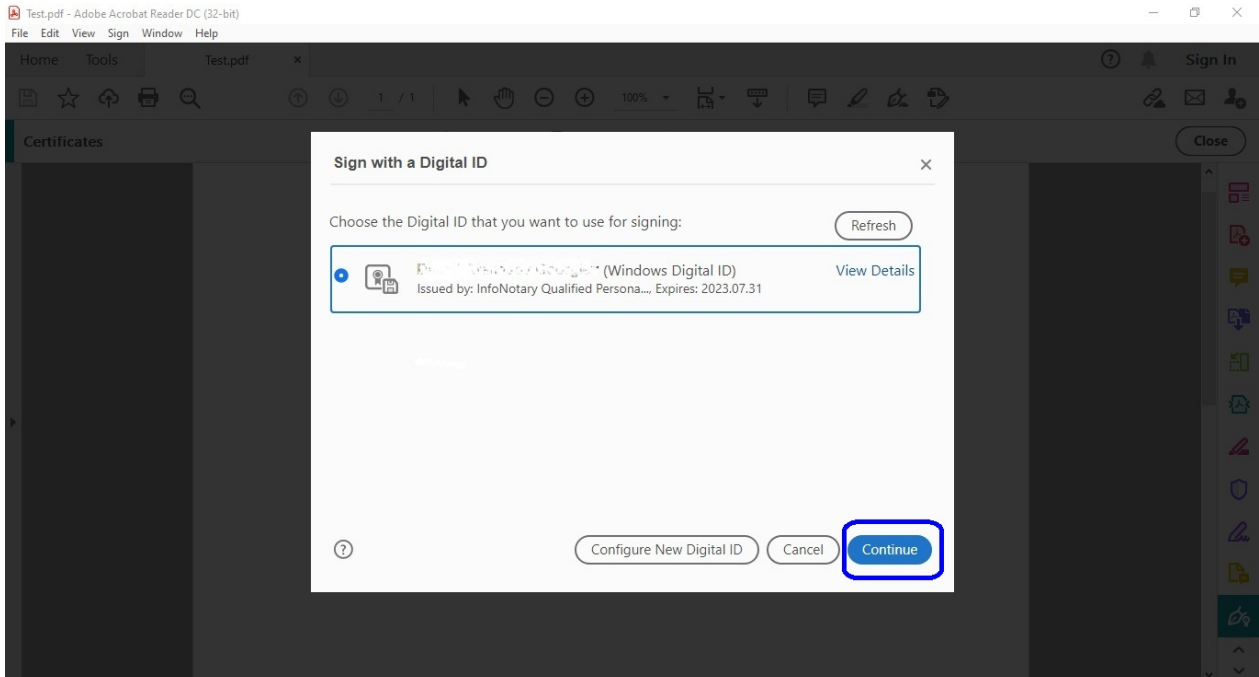 Test.pdf - Adobe Acrobat Reader DC (32-bit)
File Edit View Sign Window Help
Home Tools Test.pdf × Sign In
1 / 1 100%
Certificates Close
Sign with a Digital ID
Choose the Digital ID that you want to use for signing: Refresh
(Windows Digital ID) View Details
Issued by: InfoNotary Qualified Persona..., Expires: 2023.07.31
Configure New Digital ID Cancel Continue